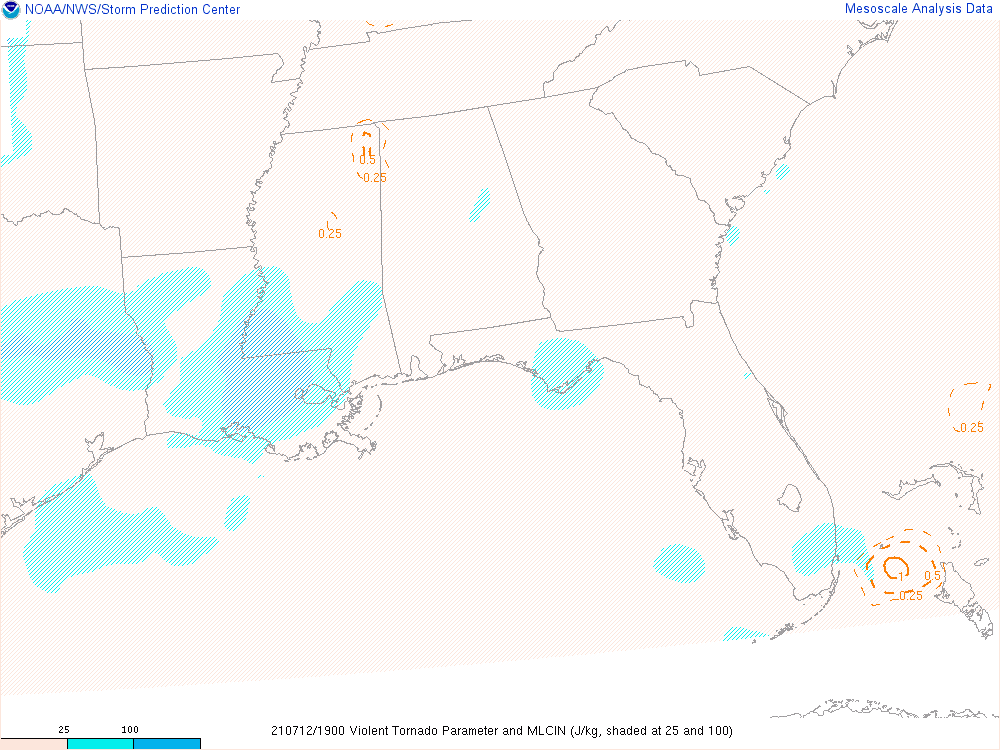 NOAA/NWS/Storm Prediction Center
Mesoscale Analysis Data
0.5
0.25
0.25
0.25
1
0.5
0.25
25 100
210712/1900 Violent Tornado Parameter and MLCIN (J/kg, shaded at 25 and 100)